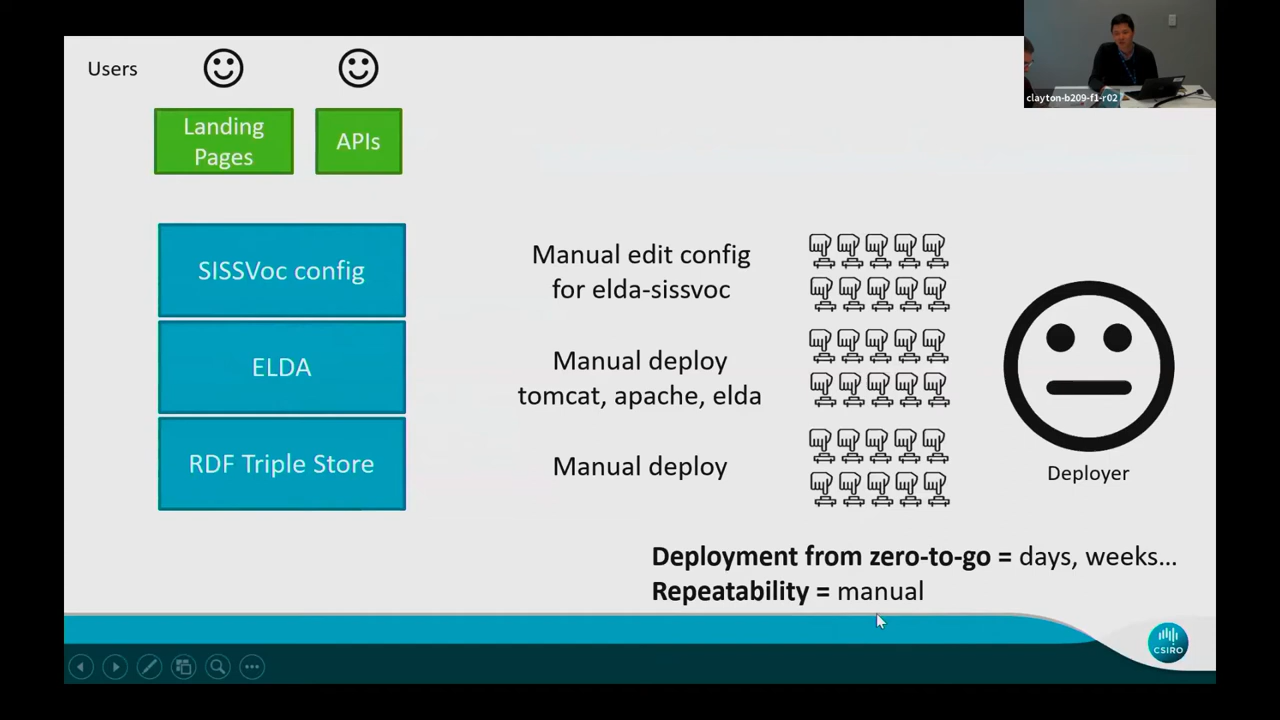 Users
Landing
Pages
APIs
clayton-b209-f1-r02
SISSVoc config
Manual edit config
for elda-sissvoc
ELDA
Manual deploy
tomcat, apache, elda
RDF Triple Store
Manual deploy
Deployer
Deployment from zero-to-go = days, weeks...
Repeatability = manual
CSIRO